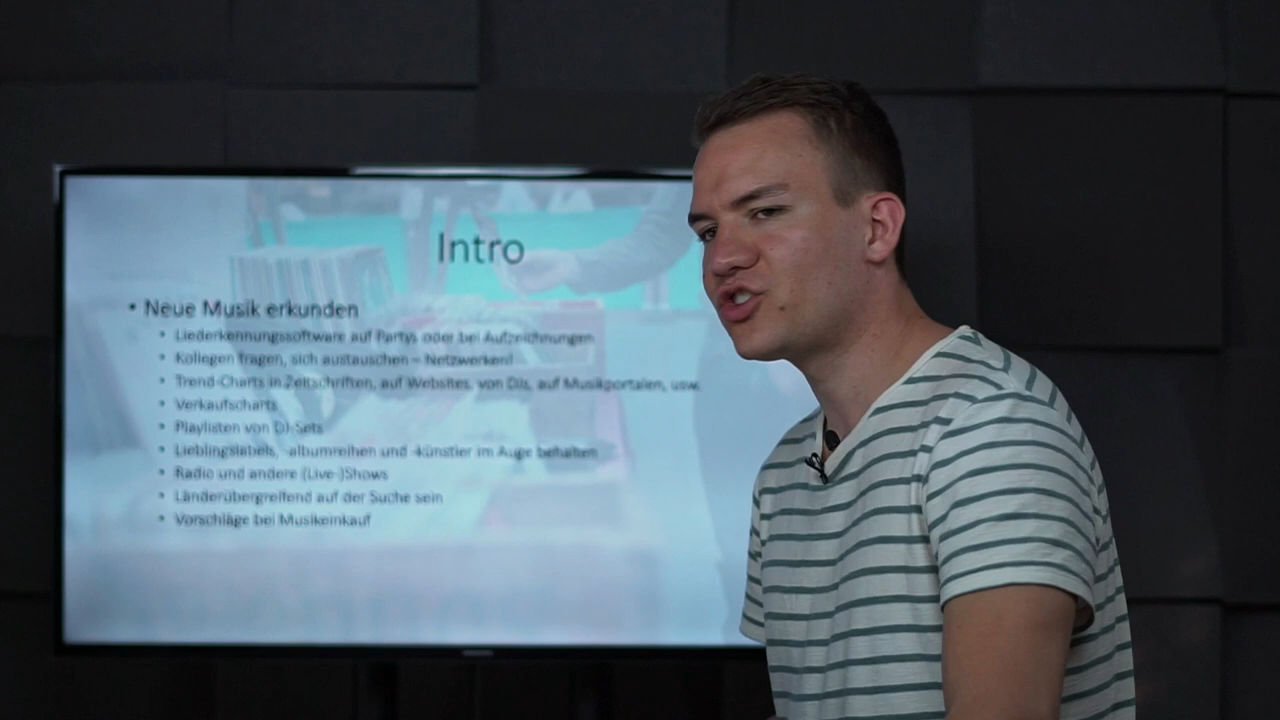 Intro
• Neue Musik erkunden
• Liederkennungssoftware auf Partys oder bei Aufzeichnungen
• Kollegen fragen, sich austauschen – Netzwerken!
• Trend-Charts in Zeitschriften, auf Websites, von DJs, auf Musikportalen, usw.
• Verkaufscharts
• Playlisten von DJ-Sets
• Lieblingslabels, -albumreihen und -künstler im Auge behalten
• Radio und andere (Live-)Shows
• Länderübergreifend auf der Suche sein
• Vorschläge bei Musikeinkauf